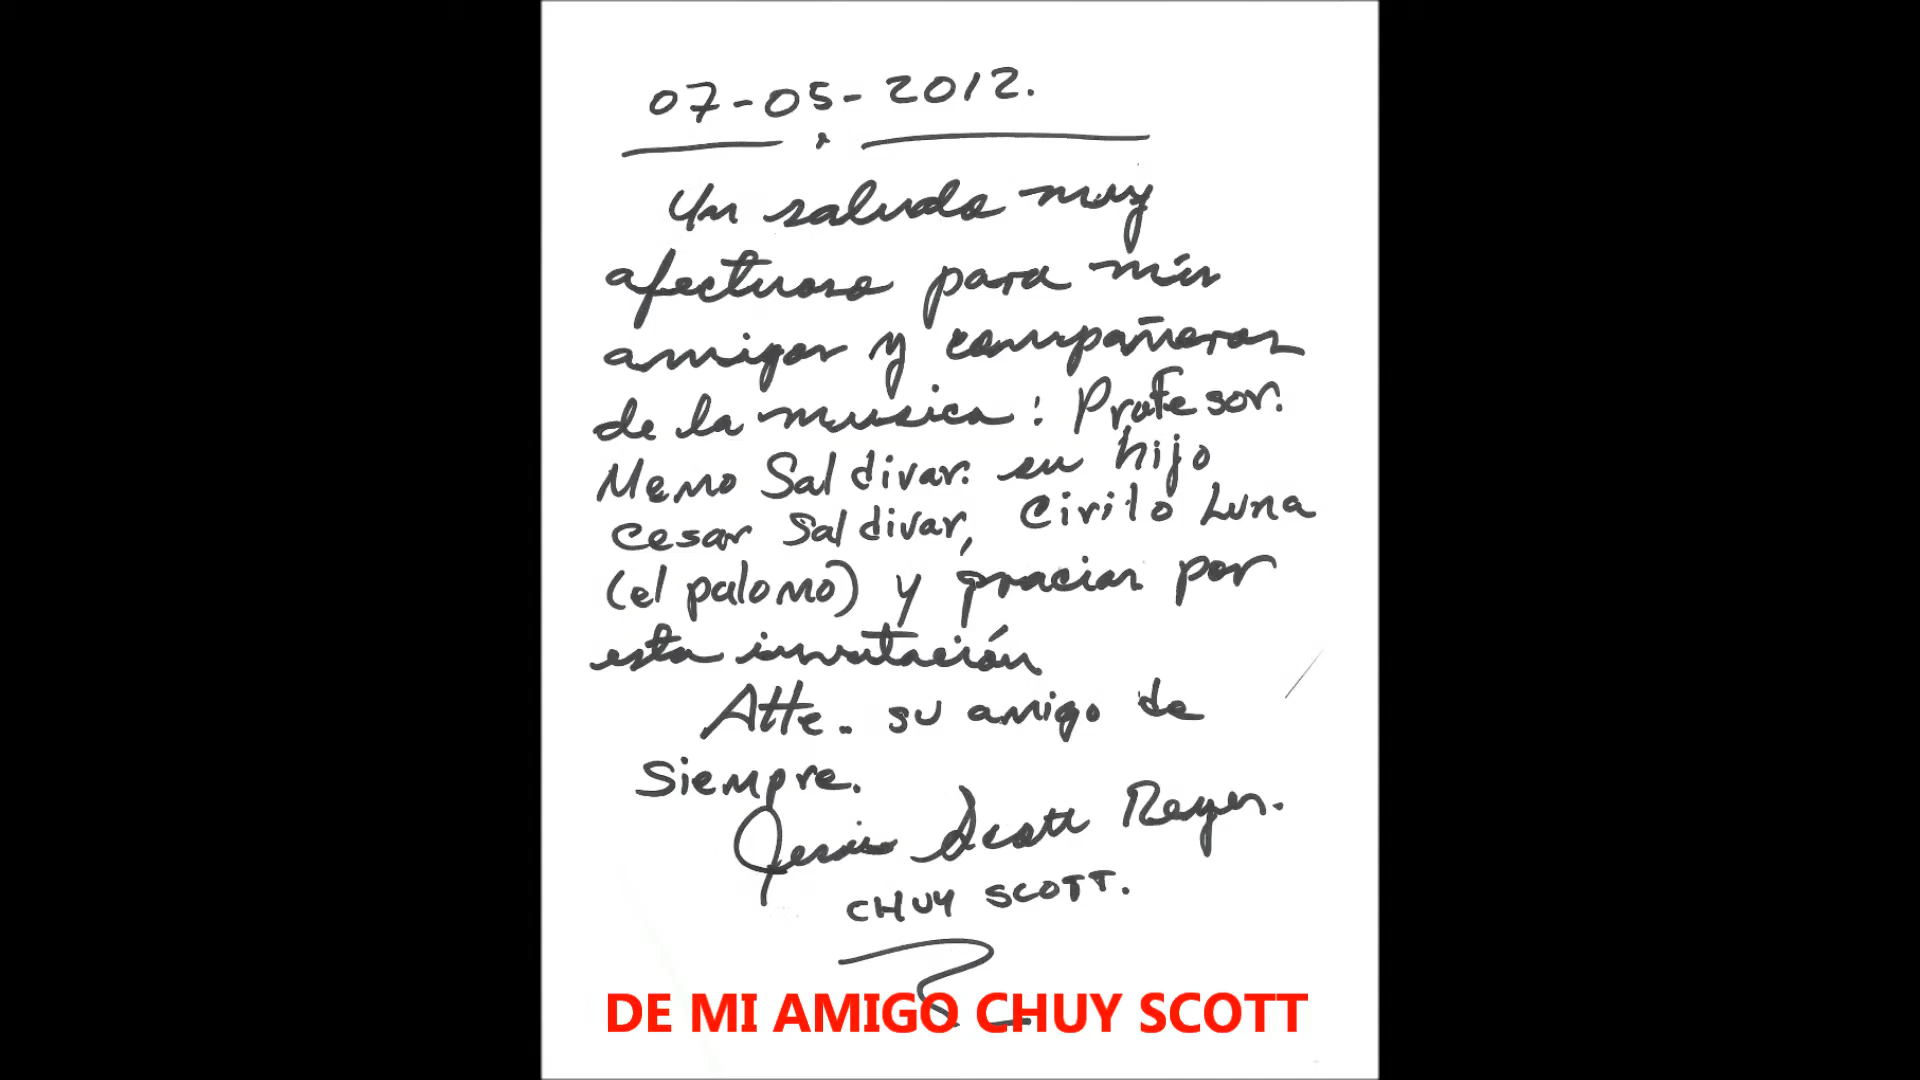 07-05-2012.
Un saludo muy
afectuoso para mis
amigos y compañeros
de la musica: Profesor.
Memo Saldivar. su hijo
Cesar Saldivar, Cirilo Luna
(el palomo) y gracias por
esta invitación
Atte.. su amigo de
Siempre.
Jesús Scott Reyes.
CHUY SCOTT.
DE MI AMIGO CHUY SCOTT